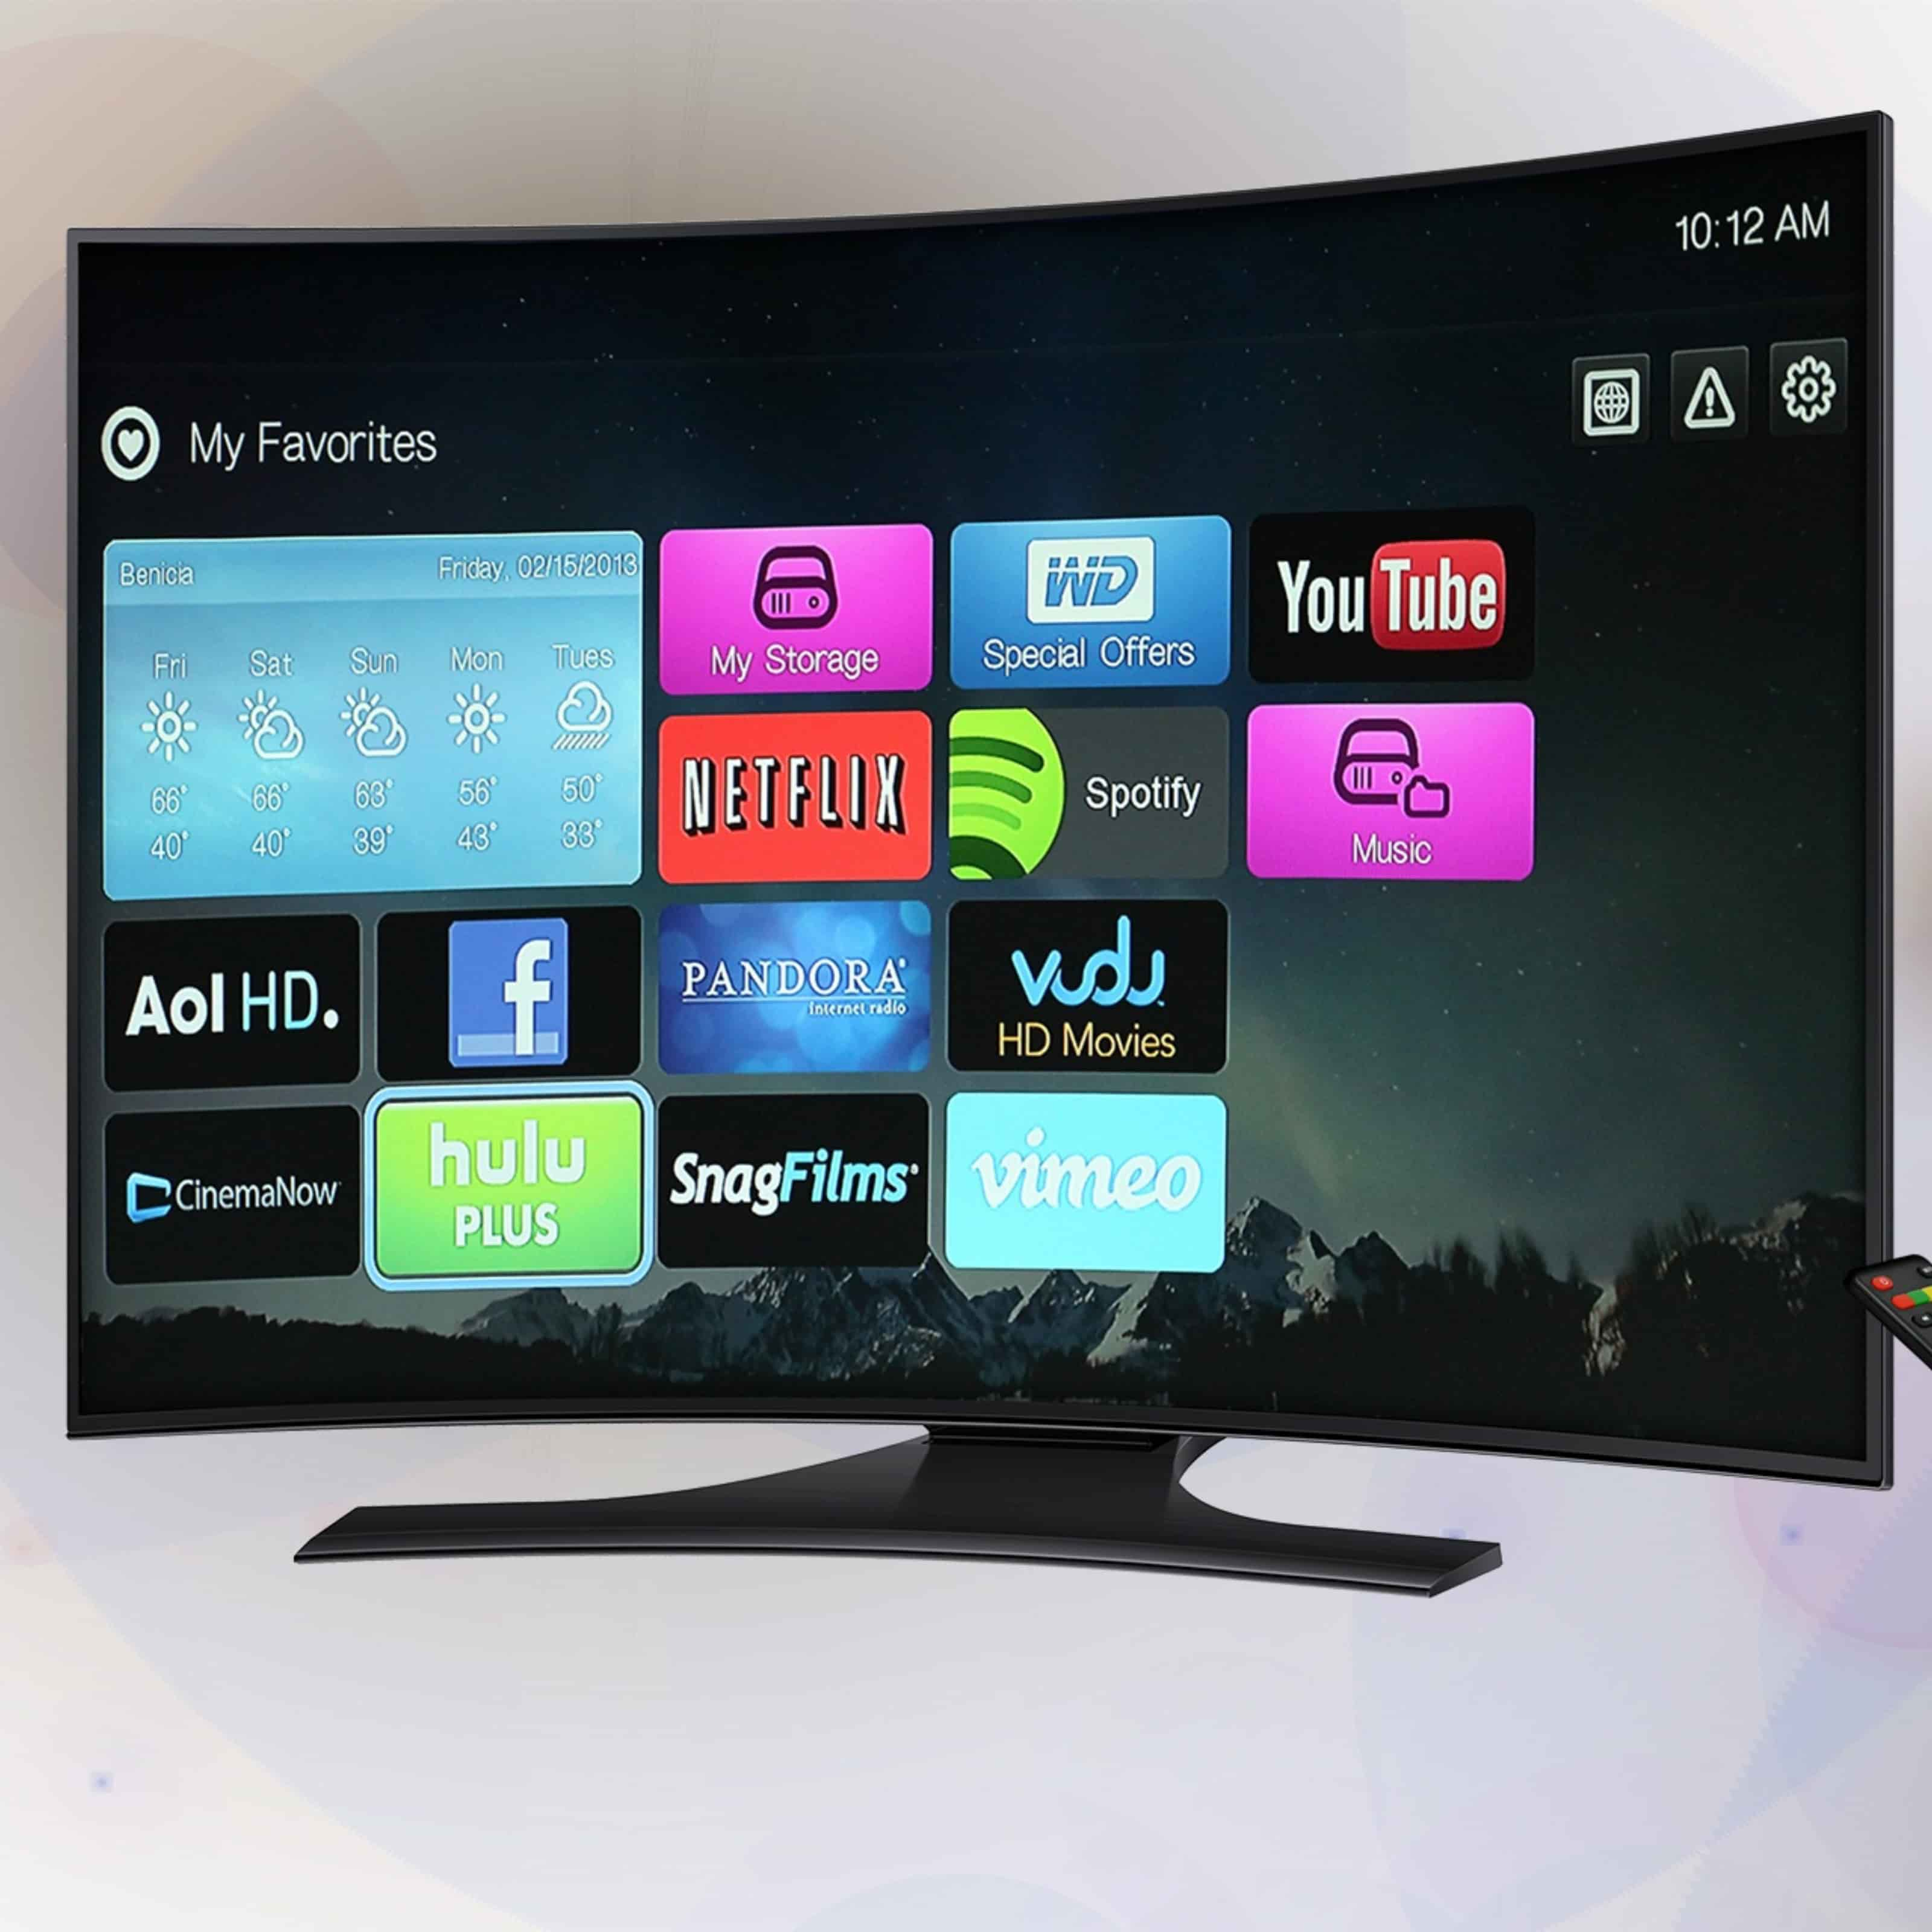 10:12 AM
My Favorites
Benicia Friday, 02/15/2013
Fri Sat Sun Mon Tues
66° 66° 63° 56° 50°
40° 40° 39° 43° 33°
My Storage
WD
Special Offers
YouTube
NETFLIX
Spotify
Music
Aol HD.
f
PANDORA®
internet radio
vudu
HD Movies
CinemaNow
hulu
PLUS
SnagFilms
vimeo